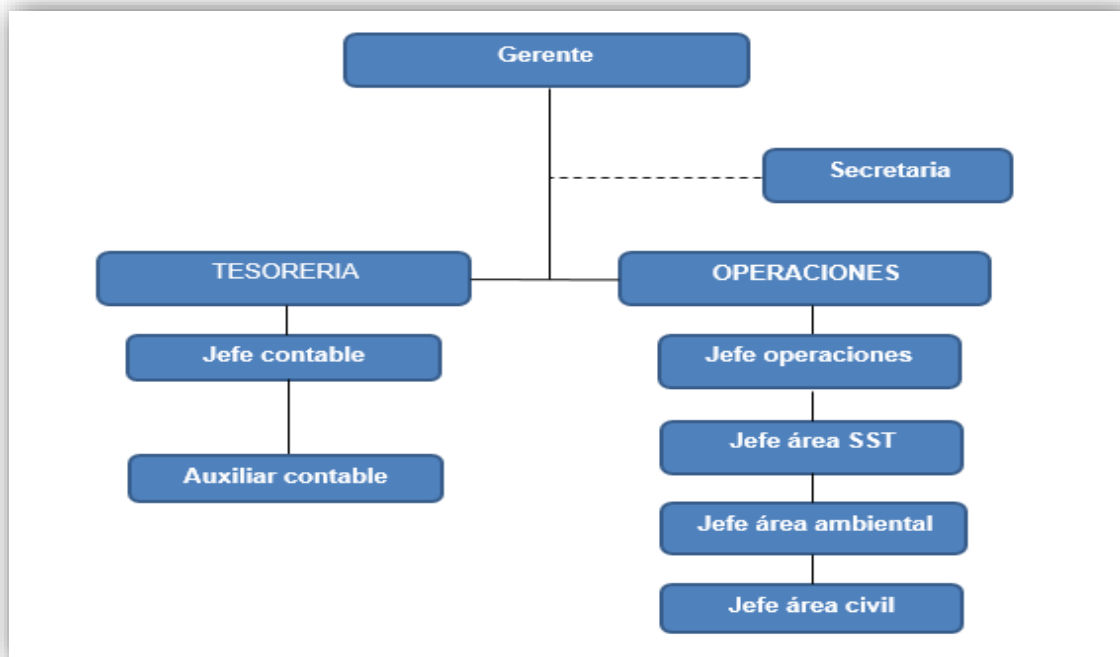 Gerente
Secretaria
TESORERIA
OPERACIONES
Jefe contable
Jefe operaciones
Jefe área SST
Auxiliar contable
Jefe área ambiental
Jefe área civil